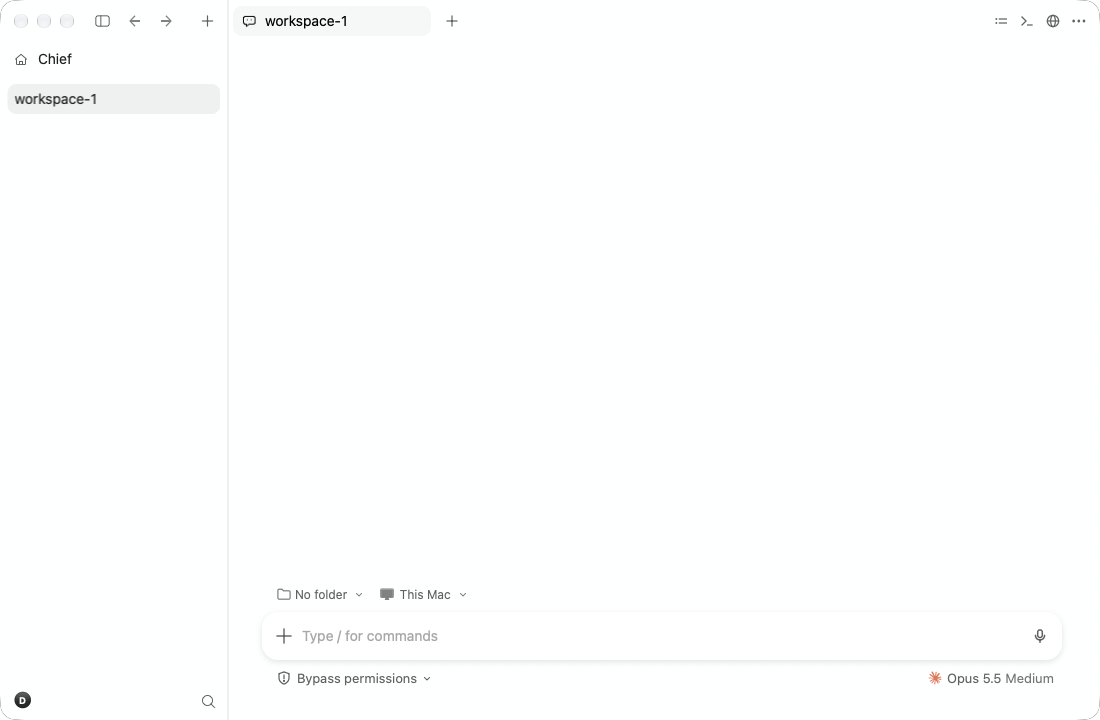 workspace-1
Chief
workspace-1
No folder
This Mac
Type / for commands
Bypass permissions
Opus 5.5 Medium
D